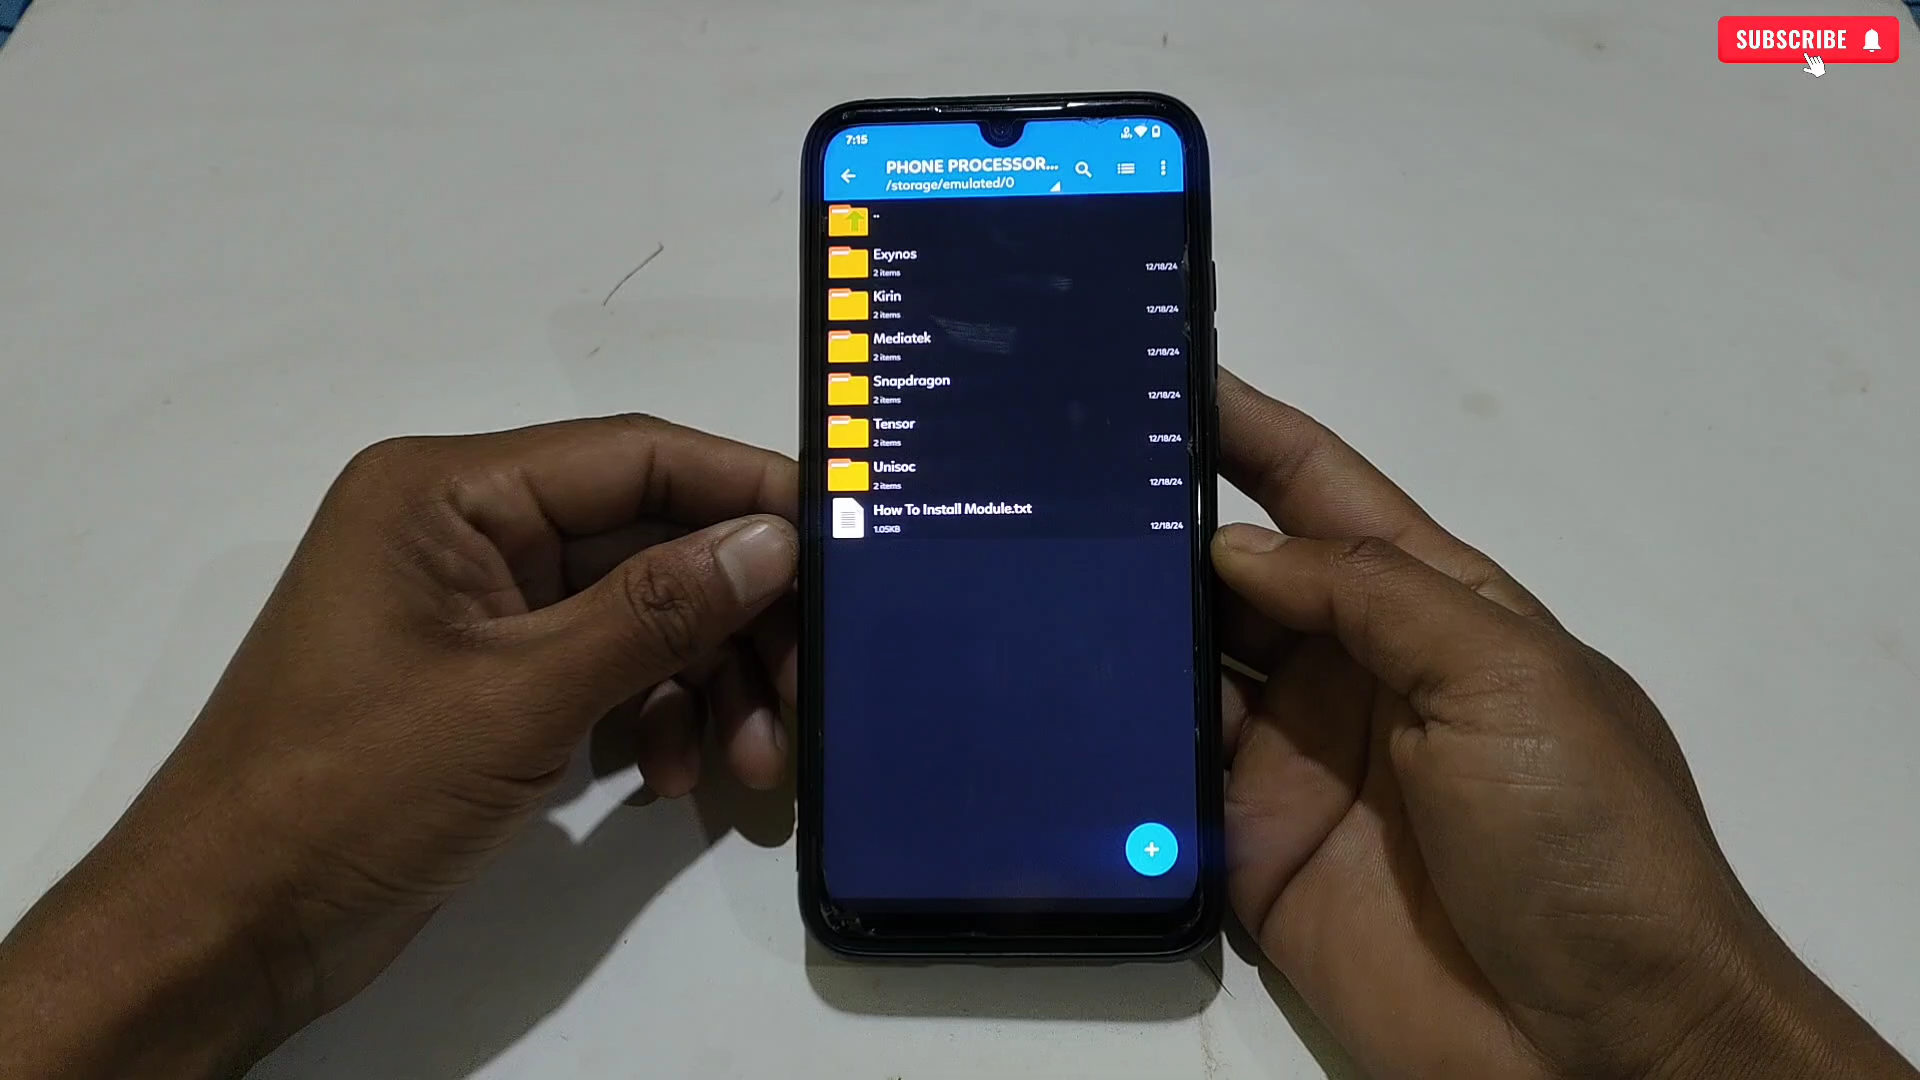 SUBSCRIBE
7:15
PHONE PROCESSOR...
/storage/emulated/0
..
Exynos
2 items
12/18/24
Kirin
2 items
12/18/24
Mediatek
2 items
12/18/24
Snapdragon
2 items
12/18/24
Tensor
2 items
12/18/24
Unisoc
2 items
12/18/24
How To Install Module.txt
1.05KB
12/18/24